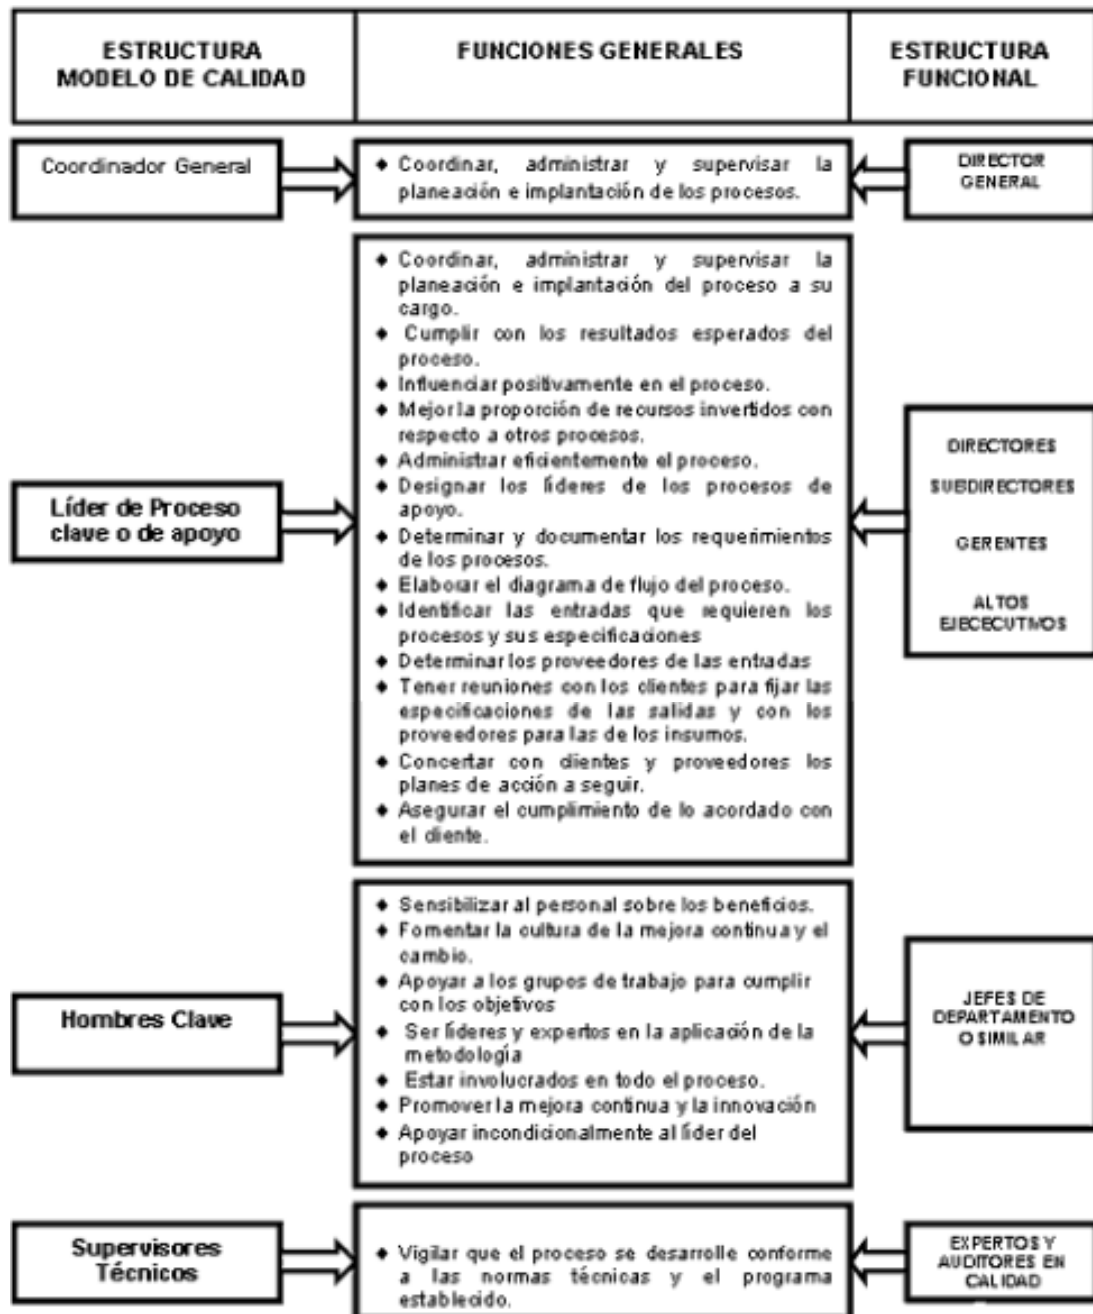 ESTRUCTURA
MODELO DE CALIDAD
FUNCIONES GENERALES
ESTRUCTURA
FUNCIONAL
Coordinador General
♦ Coordinar, administrar y supervisar la
planeación e implantación de los procesos.
DIRECTOR
GENERAL
Líder de Proceso
clave o de apoyo
♦ Coordinar, administrar y supervisar la
planeación e implantación del proceso a su
cargo.
♦ Cumplir con los resultados esperados del
proceso.
♦ Influenciar positivamente en el proceso.
♦ Mejor la proporción de recursos invertidos con
respecto a otros procesos.
♦ Administrar eficientemente el proceso.
♦ Designar los líderes de los procesos de
apoyo.
♦ Determinar y documentar los requerimientos
de los procesos.
♦ Elaborar el diagrama de flujo del proceso.
♦ Identificar las entradas que requieren los
procesos y sus especificaciones
♦ Determinar los proveedores de las entradas
♦ Tener reuniones con los clientes para fijar las
especificaciones de las salidas y con los
proveedores para las de los insumos.
♦ Concertar con clientes y proveedores los
planes de acción a seguir.
♦ Asegurar el cumplimiento de lo acordado con
el cliente.
DIRECTORES
SUBDIRECTORES
GERENTES
ALTOS
EJECECUTIVOS
Hombres Clave
♦ Sensibilizar al personal sobre los beneficios.
♦ Fomentar la cultura de la mejora continua y el
cambio.
♦ Apoyar a los grupos de trabajo para cumplir
con los objetivos
♦ Ser líderes y expertos en la aplicación de la
metodología
♦ Estar involucrados en todo el proceso.
♦ Promover la mejora continua y la innovación
♦ Apoyar incondicionalmente al líder del
proceso
JEFES DE
DEPARTAMENTO
O SIMILAR
Supervisores
Técnicos
♦ Vigilar que el proceso se desarrolle conforme
a las normas técnicas y el programa
establecido.
EXPERTOS Y
AUDITORES EN
CALIDAD